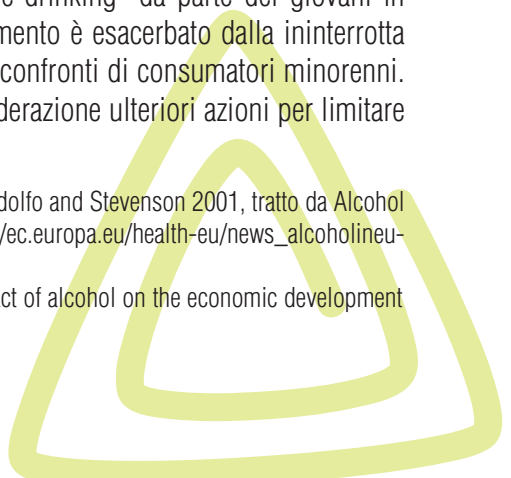 drinking” da parte dei giovani in
mento è esacerbato dalla ininterrotta
confronti di consumatori minorenni.
derazione ulteriori azioni per limitare
dolfo and Stevenson 2001, tratto da Alcohol
/ec.europa.eu/health-eu/news_alcoholineu-
act of alcohol on the economic development